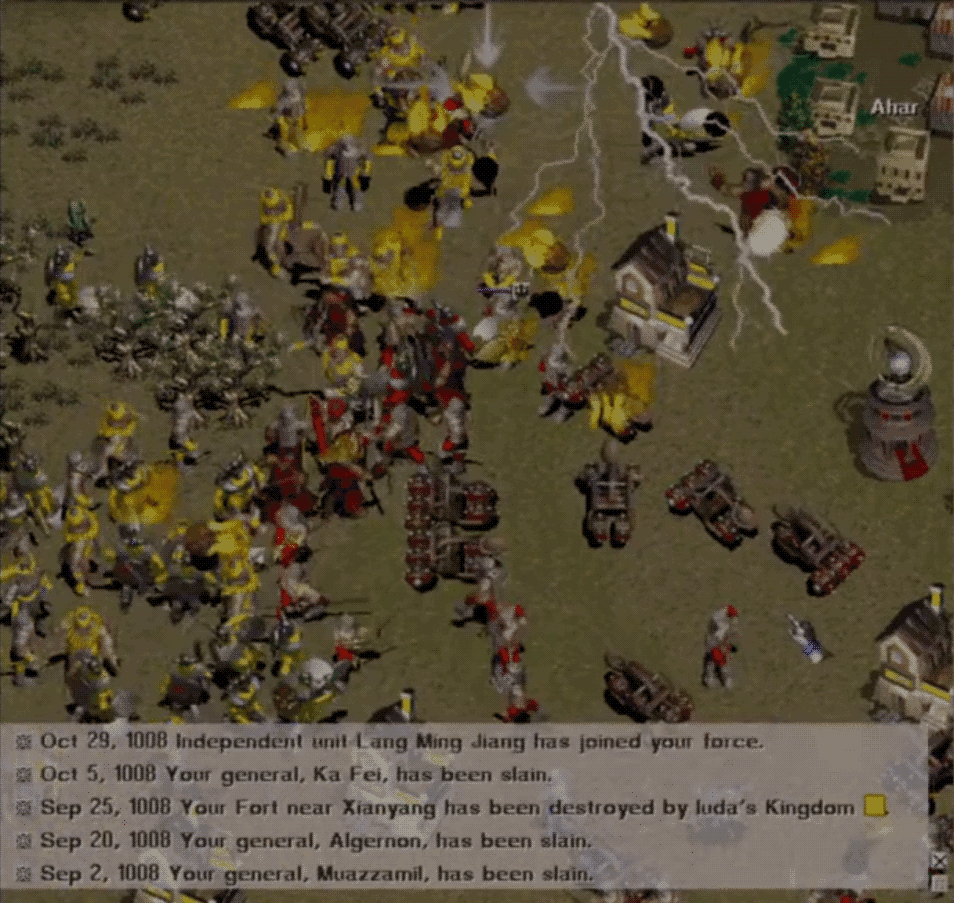 Ahar
Oct 29, 1008 Independent unit Lang Ming Jiang has joined your force.
Oct 5, 1008 Your general, Ka Fei, has been slain.
Sep 25, 1008 Your Fort near Xianyang has been destroyed by Iuda's Kingdom
Sep 20, 1008 Your general, Algernon, has been slain.
Sep 2, 1008 Your general, Muazzamil, has been slain.